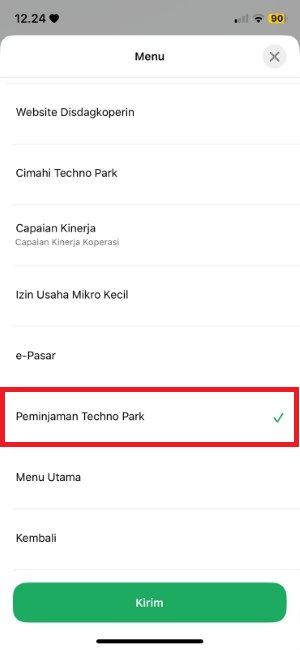 12.24
90
Menu
Website Disdagkoperin
Cimahi Techno Park
Capaian Kinerja
Capaian Kinerja Koperasi
Izin Usaha Mikro Kecil
e-Pasar
Peminjaman Techno Park
Menu Utama
Kembali
Kirim